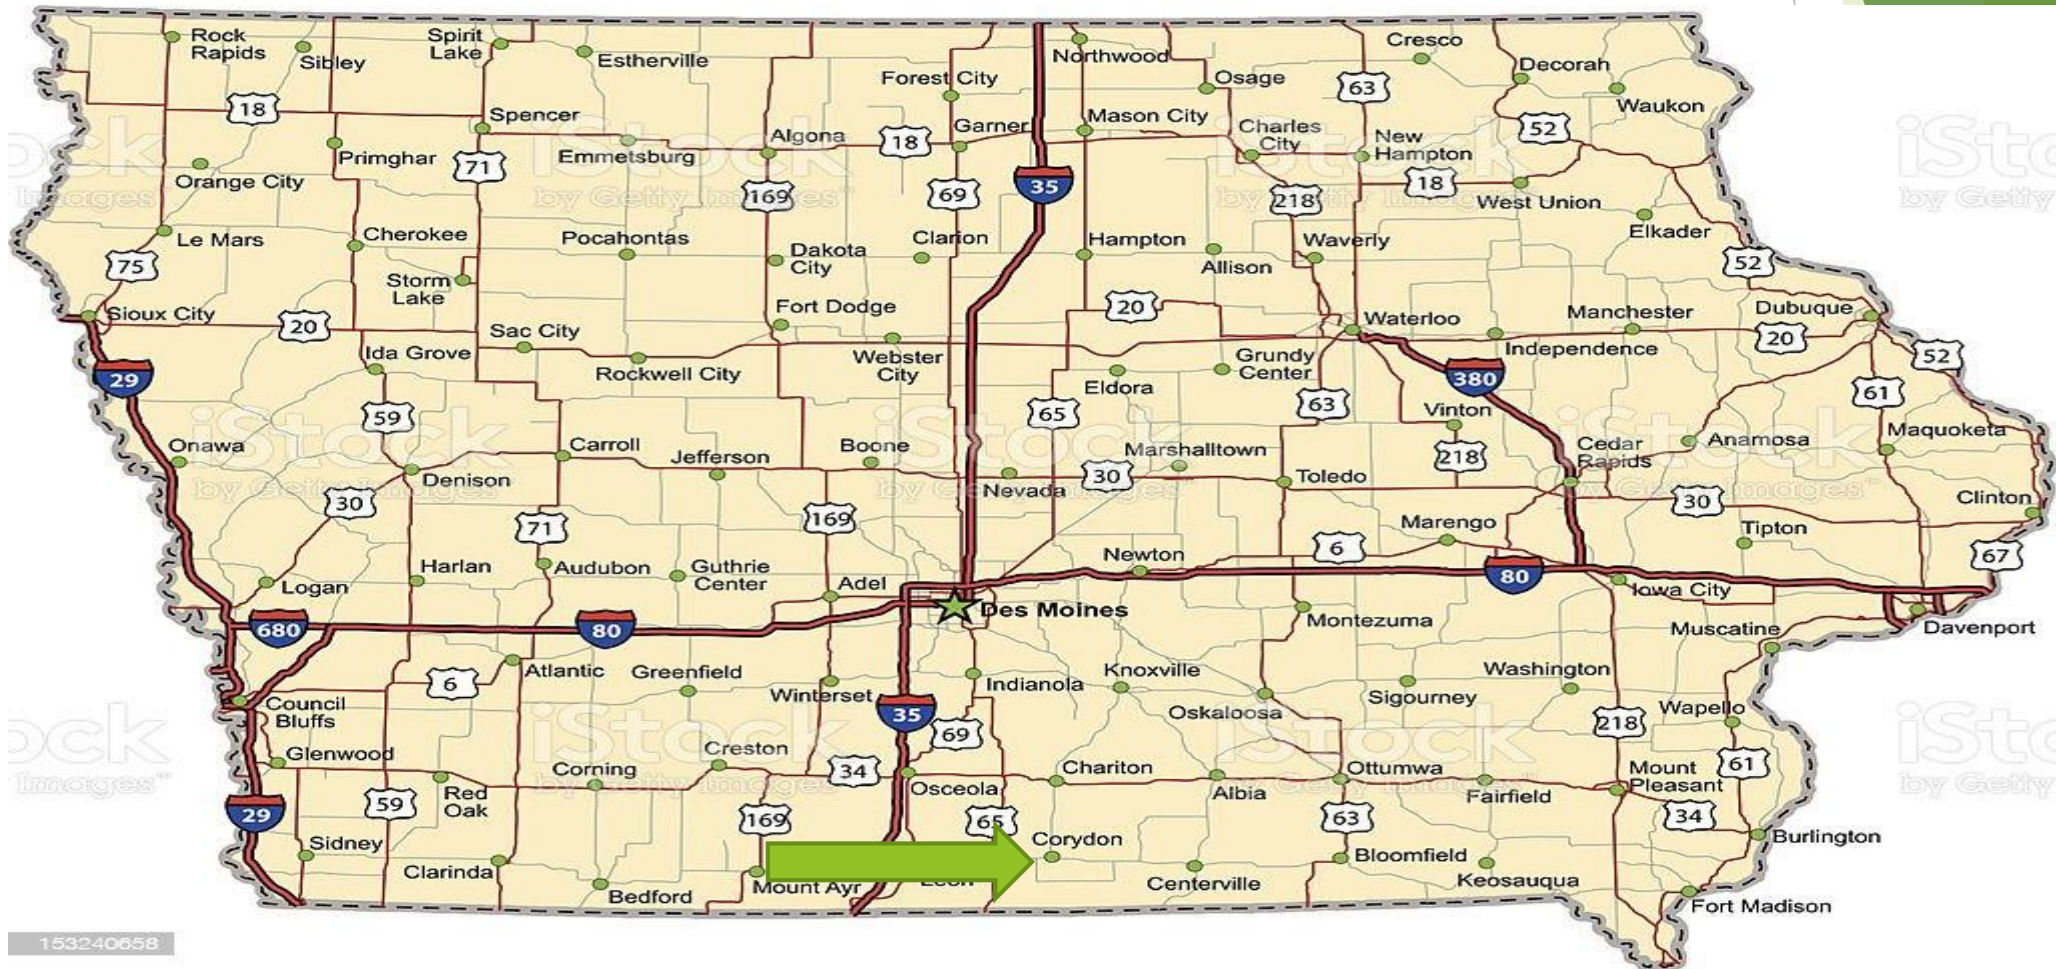 Rock
Rapids
Sibley
Spirit
Lake
Estherville
Forest City
Northwood
Osage
Cresco
Decorah
Waukon
63
18
Spencer
Primghar
71
Emmetsburg
Algona
18
Garner
Mason City
Charles
City
New
Hampton
52
Orange City
169
69
35
218
18
West Union
Elkader
Le Mars
Cherokee
Pocahontas
Dakota
City
Clarion
Hampton
Allison
Waverly
52
75
Storm
Lake
Sioux City
20
Sac City
Fort Dodge
20
Waterloo
Manchester
Dubuque
Independence
20
52
29
Ida Grove
Rockwell City
Webster
City
Eldora
Grundy
Center
380
61
59
65
63
Vinton
Onawa
Carroll
Jefferson
Boone
Marshalltown
218
Cedar
Rapids
Anamosa
Maquoketa
Denison
30
Nevada
30
Toledo
30
Clinton
71
169
Marengo
6
Tipton
67
Logan
Harlan
Audubon
Guthrie
Center
Adel
Newton
80
Iowa City
680
80
Des Moines
Montezuma
Muscatine
Davenport
6
Atlantic
Greenfield
Winterset
Indianola
Knoxville
Oskaloosa
Sigourney
Washington
Council
Bluffs
35
69
218
Wapello
Glenwood
Corning
Creston
34
Osceola
Chariton
Albia
Ottumwa
Fairfield
Mount
Pleasant
61
29
59
Red
Oak
169
65
63
34
Burlington
Sidney
Clarinda
Bedford
Mount Ayr
Leon
Corydon
Centerville
Bloomfield
Keosauqua
Fort Madison
iStock
by Getty Images™
153240658